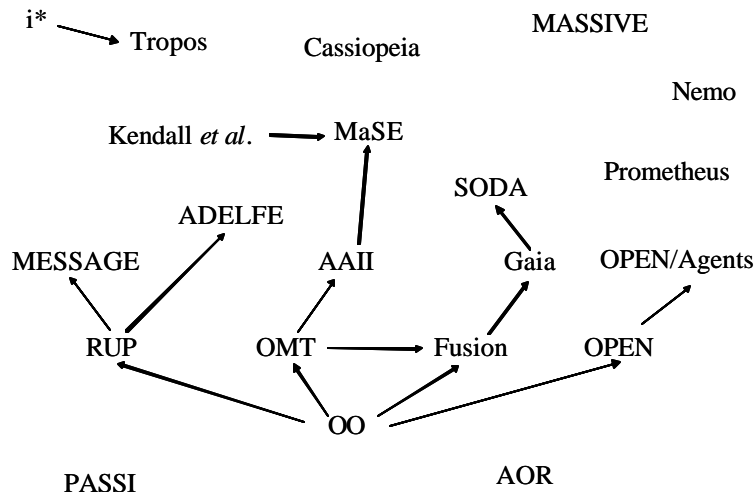 i*
Tropos
Cassiopeia
MASSIVE
Nemo
Kendall et al.
MaSE
Prometheus
SODA
ADELFE
MESSAGE
AAII
Gaia
OPEN/Agents
RUP
OMT
Fusion
OPEN
OO
PASSI
AOR